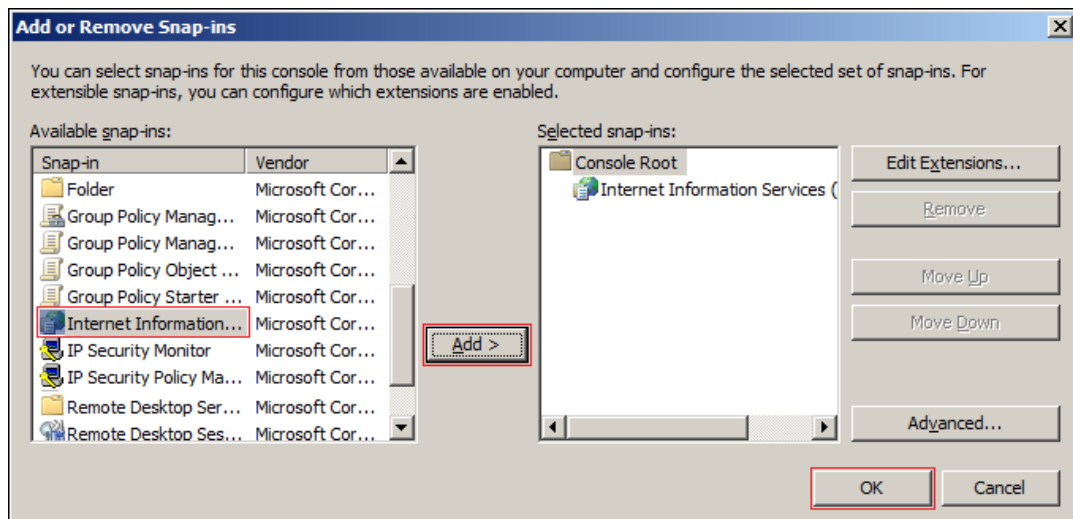 Add or Remove Snap-ins
You can select snap-ins for this console from those available on your computer and configure the selected set of snap-ins. For
extensible snap-ins, you can configure which extensions are enabled.
Available snap-ins:
Snap-in Vendor
Folder Microsoft Cor...
Group Policy Manag... Microsoft Cor...
Group Policy Manag... Microsoft Cor...
Group Policy Object ... Microsoft Cor...
Group Policy Starter ... Microsoft Cor...
Internet Information... Microsoft Cor...
IP Security Monitor Microsoft Cor...
IP Security Policy Ma... Microsoft Cor...
Remote Desktop Ser... Microsoft Cor...
Remote Desktop Ses... Microsoft Cor...
Add >
Selected snap-ins:
Console Root
Internet Information Services (
Edit Extensions...
Remove
Move Up
Move Down
Advanced...
OK Cancel